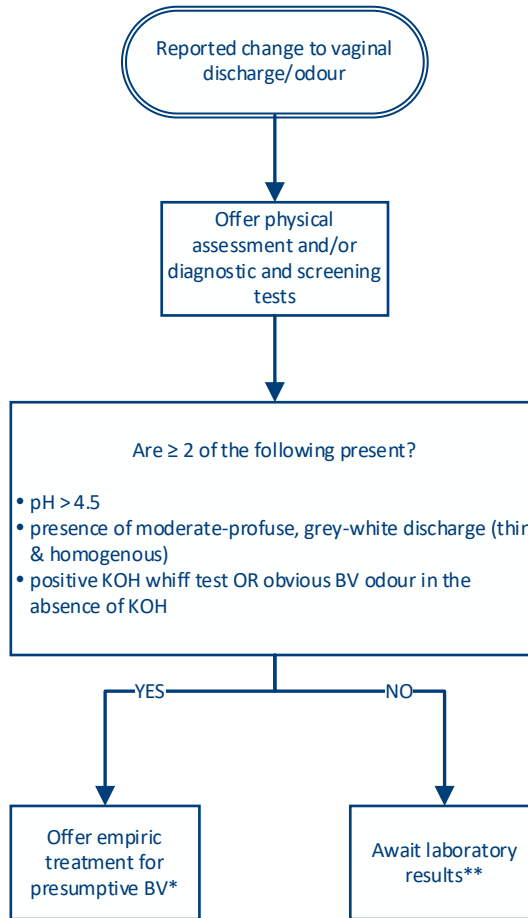 Reported change to vaginal
discharge/odour
Offer physical
assessment and/or
diagnostic and screening
tests
Are ≥ 2 of the following present?
• pH > 4.5
• presence of moderate-profuse, grey-white discharge (thin
& homogenous)
• positive KOH whiff test OR obvious BV odour in the
absence of KOH
YES
NO
Offer empiric
treatment for
presumptive BV*
Await laboratory
results**